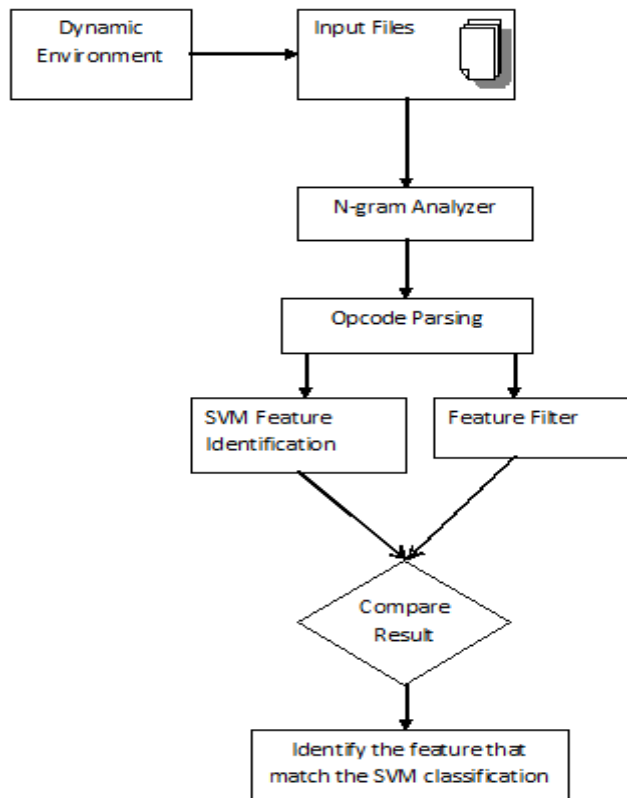 Dynamic
Environment
Input Files
N-gram Analyzer
Opcode Parsing
SVM Feature
Identification
Feature Filter
Compare
Result
Identify the feature that
match the SVM classification